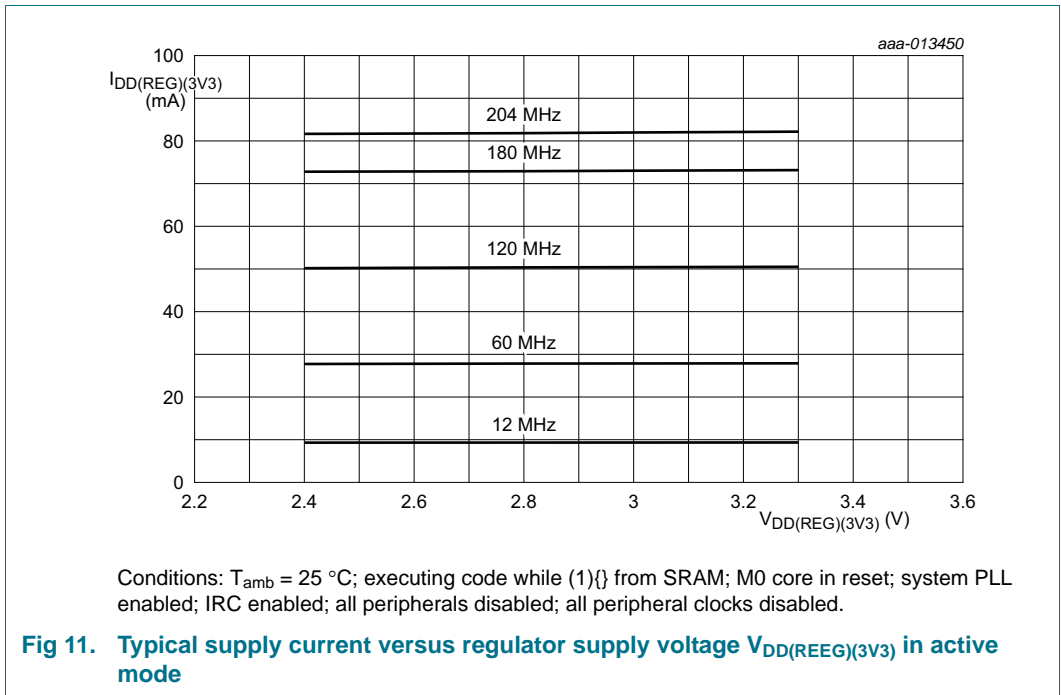 aaa-013450
100
I_DD(REG)(3V3)
(mA)
204 MHz
80
180 MHz
60
120 MHz
40
60 MHz
20
12 MHz
0
2.2 2.4 2.6 2.8 3 3.2 3.4 3.6
V_DD(REG)(3V3) (V)
Conditions: T_amb = 25 °C; executing code while (1){} from SRAM; M0 core in reset; system PLL
enabled; IRC enabled; all peripherals disabled; all peripheral clocks disabled.
Fig 11. Typical supply current versus regulator supply voltage V_DD(REEG)(3V3) in active
mode